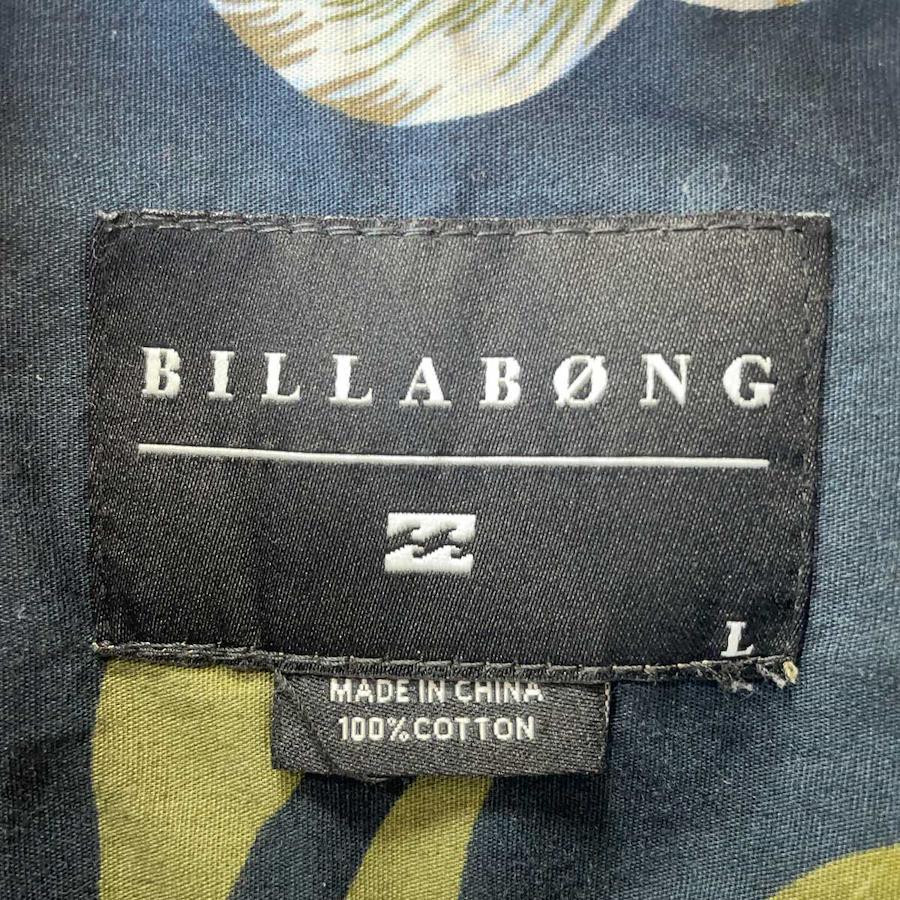 BILLABØNG
L
MADE IN CHINA
100% COTTON